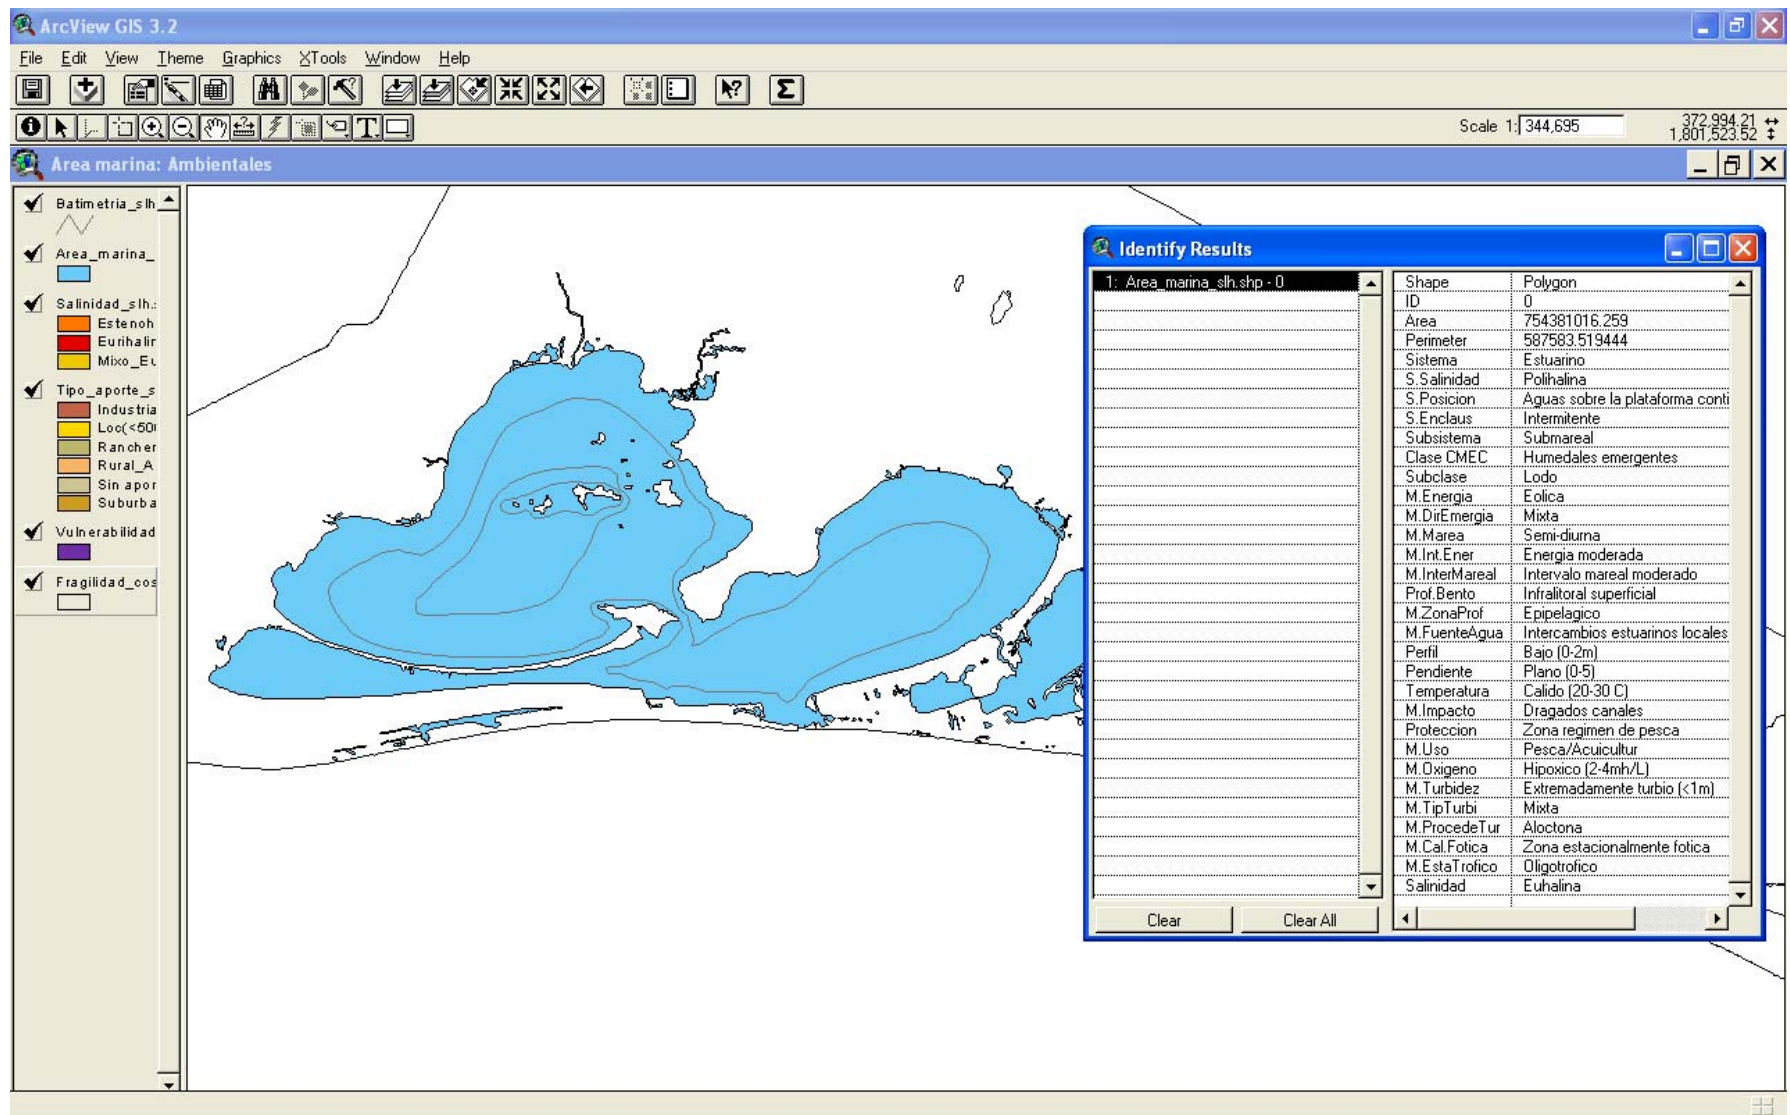 ArcView GIS 3.2
File Edit View Theme Graphics XTools Window Help
Scale 1: 344,695
372,994.21
1,801,523.52
Area marina: Ambientales
Batimetria_slh
Area_marina_
Salinidad_slh.:
Estenoh
Eurihalir
Mixo_Eu
Tipo_aporte_s
Industria
Loc(<50
Rancher
Rural_A
Sin apor
Suburba
Vulnerabilidad
Fragilidad_cos
Identify Results
1: Area_marina_slh.shp - 0
Shape Polygon
ID 0
Area 754381016.259
Perimeter 587583.519444
Sistema Estuarino
S.Salinidad Polihalina
S.Posicion Aguas sobre la plataforma conti
S.Enclaus Intermitente
Subsistema Submareal
Clase CMEC Humedales emergentes
Subclase Lodo
M.Energia Eolica
M.DirEmergia Mixta
M.Marea Semi-diurna
M.Int.Ener Energia moderada
M.InterMareal Intervalo mareal moderado
Prof.Bento Infralitoral superficial
M.ZonaProf Epipelagico
M.FuenteAgua Intercambios estuarinos locales
Perfil Bajo (0-2m)
Pendiente Plano (0-5)
Temperatura Calido (20-30 C)
M.Impacto Dragados canales
Proteccion Zona regimen de pesca
M.Uso Pesca/Acuicultur
M.Oxigeno Hipoxico (2-4mh/L)
M.Turbidez Extremadamente turbio (<1m)
M.TipTurbi Mixta
M.ProcedeTur Aloctona
M.Cal.Fotica Zona estacionalmente fotica
M.EstaTrofico Oligotrofico
Salinidad Euhalina
Clear Clear All